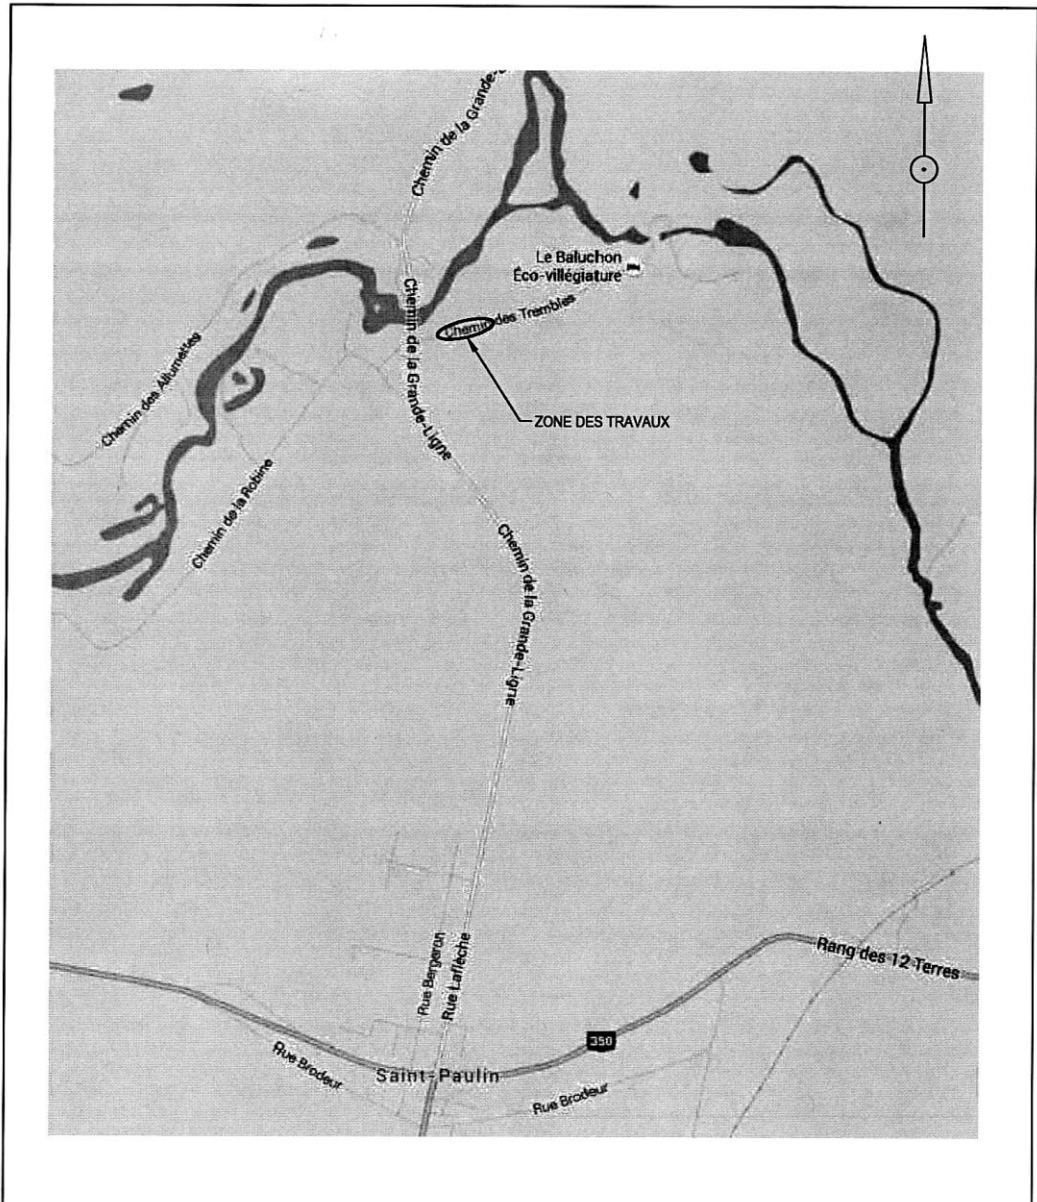 Chemin de la Grande-
Le Baluchon
Éco-villégiature
Chemin des Trembles
Chemin de la Grande-Ligne
ZONE DES TRAVAUX
Chemin des Allumettes
Chemin de la Robine
Chemin de la Grande-Ligne
Rue Bergeron
Rue Laflèche
Rang des 12 Terres
350
Rue Brodeur
Saint-Paulin
Rue Brodeur